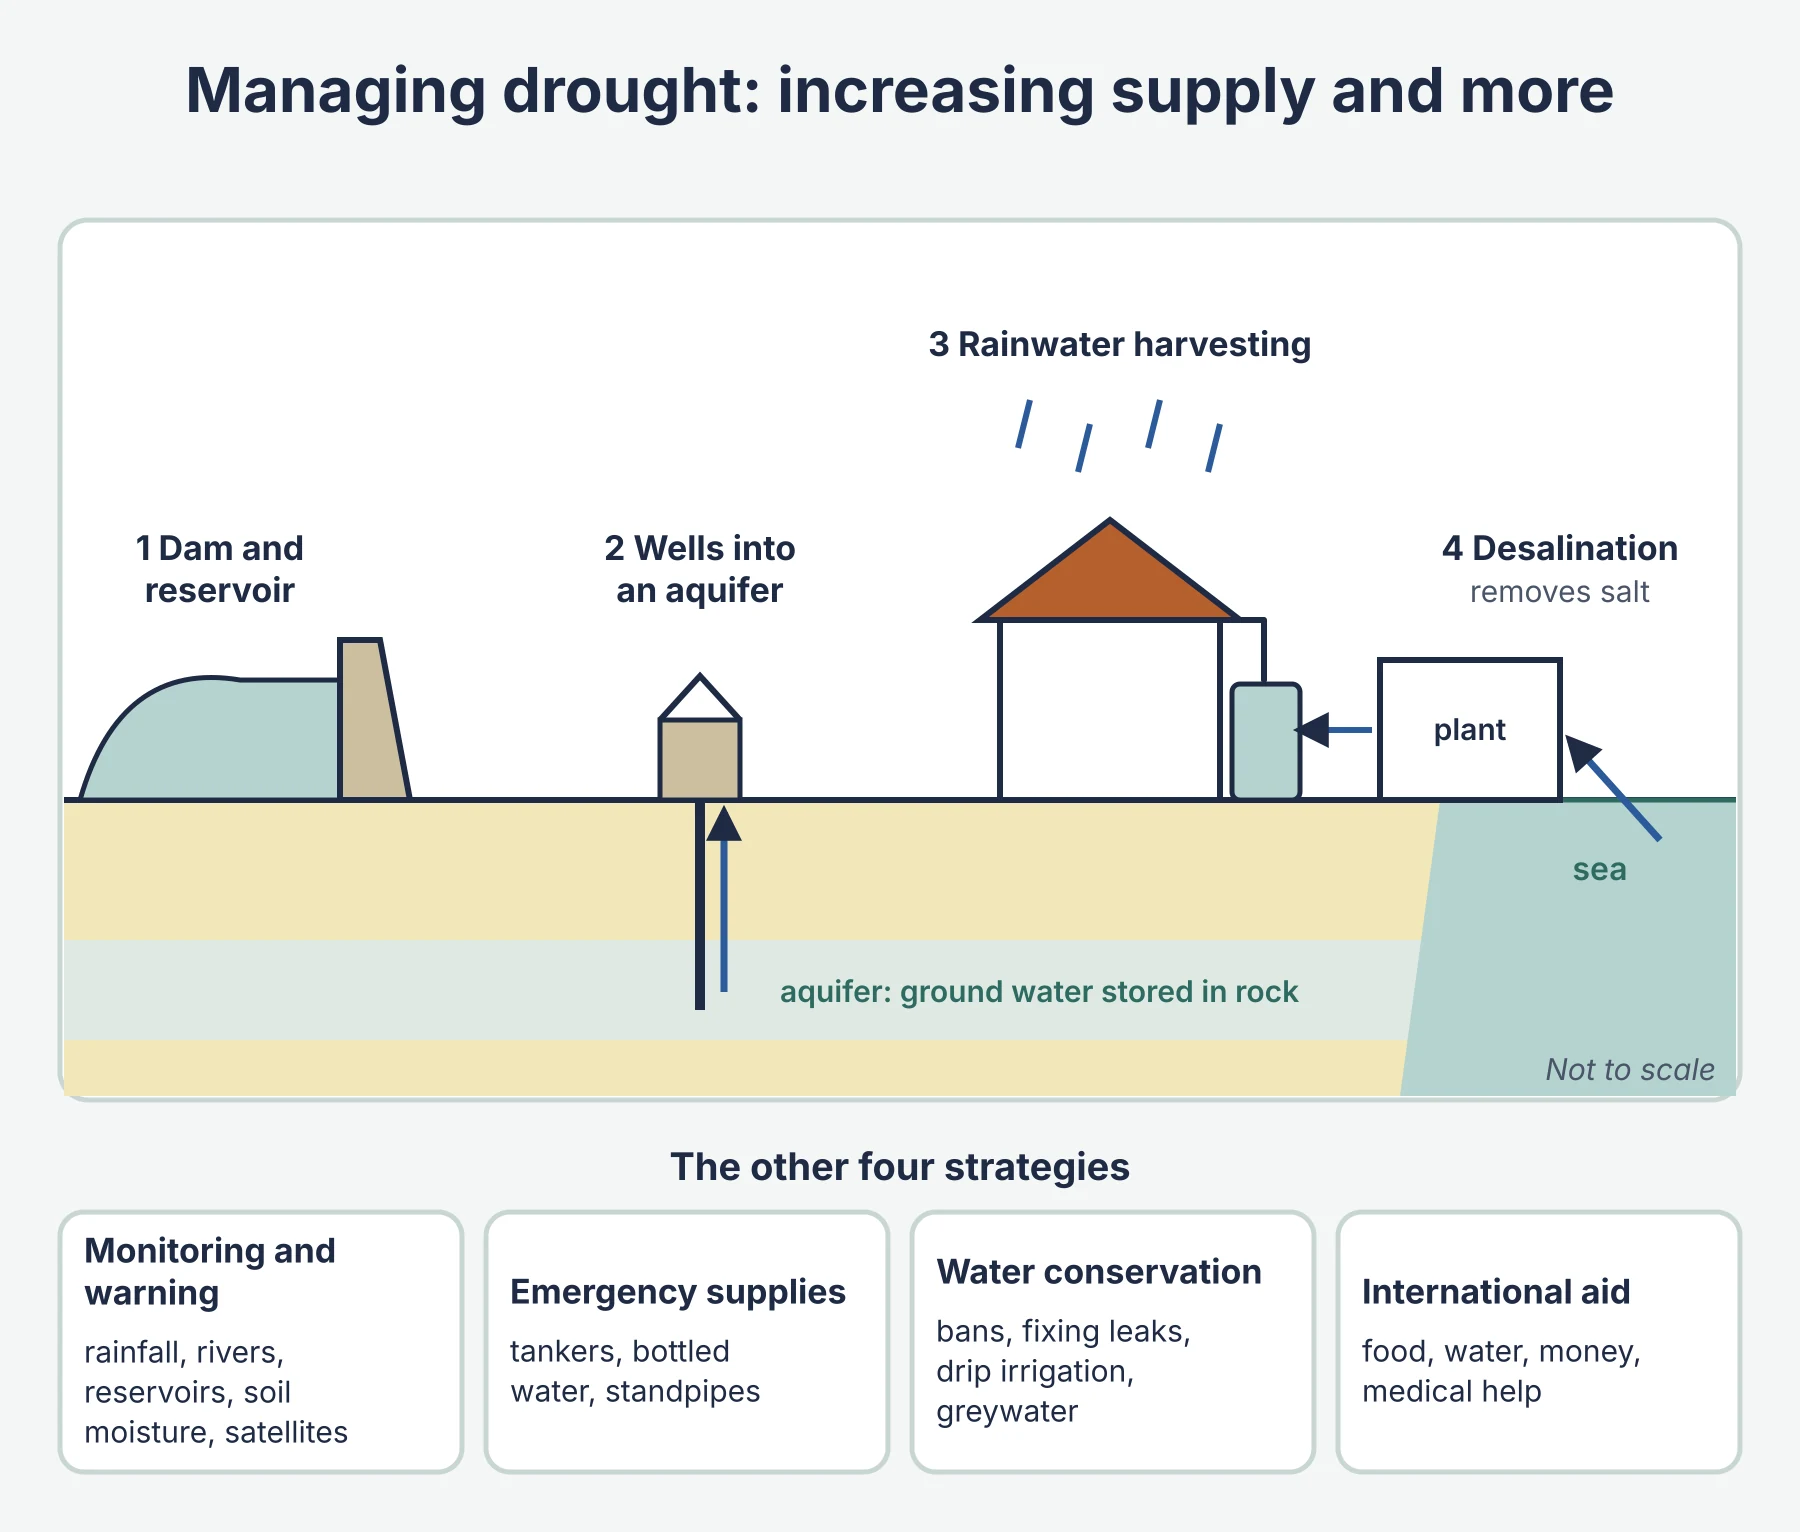 Managing drought: increasing supply and more
3 Rainwater harvesting
1 Dam and
reservoir
2 Wells into
an aquifer
4 Desalination
removes salt
plant
sea
aquifer: ground water stored in rock
Not to scale
The other four strategies
Monitoring and
warning
rainfall, rivers,
reservoirs, soil
moisture, satellites
Emergency supplies
tankers, bottled
water, standpipes
Water conservation
bans, fixing leaks,
drip irrigation,
greywater
International aid
food, water, money,
medical help